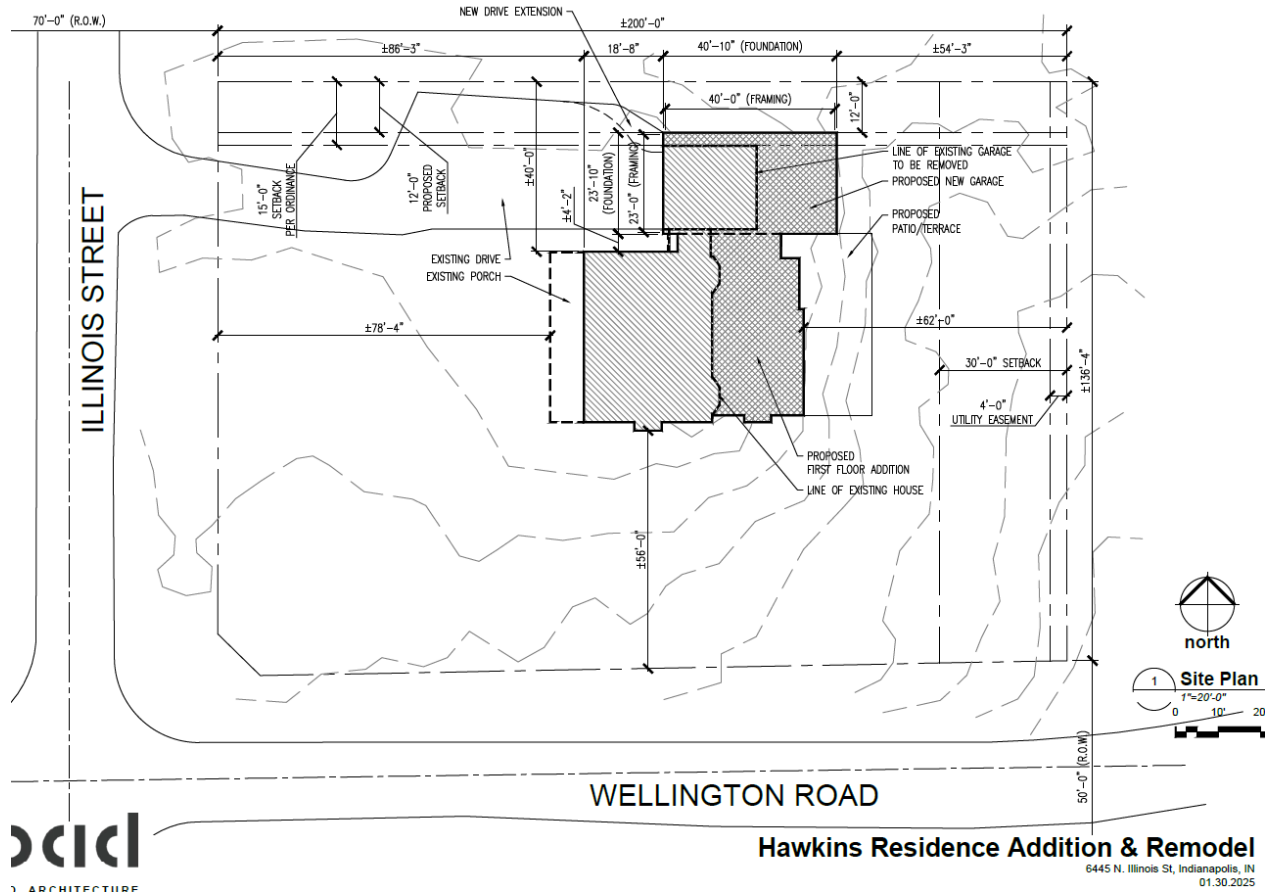 70'-0" (R.O.W.)
NEW DRIVE EXTENSION
±200'-0"
±86'-3"
18'-8"
40'-10" (FOUNDATION)
±54'-3"
40'-0" (FRAMING)
12'-0"
15'-0"
SETBACK
PER ORDINANCE
12'-0"
PROPOSED
SETBACK
±40'-0"
±4'-2"
23'-10"
(FOUNDATION)
23'-0" (FRAMING)
LINE OF EXISTING GARAGE
TO BE REMOVED
PROPOSED NEW GARAGE
PROPOSED
PATIO/TERRACE
EXISTING DRIVE
EXISTING PORCH
ILLINOIS STREET
±78'-4"
±62'-0"
30'-0" SETBACK
±136'-4"
4'-0"
UTILITY EASEMENT
PROPOSED
FIRST FLOOR ADDITION
LINE OF EXISTING HOUSE
±56'-0"
north
1 Site Plan
1"=20'-0"
0 10' 20
50'-0" (R.O.W.)
WELLINGTON ROAD
Hawkins Residence Addition & Remodel
6445 N. Illinois St, Indianapolis, IN
01.30.2025
ARCHITECTURE